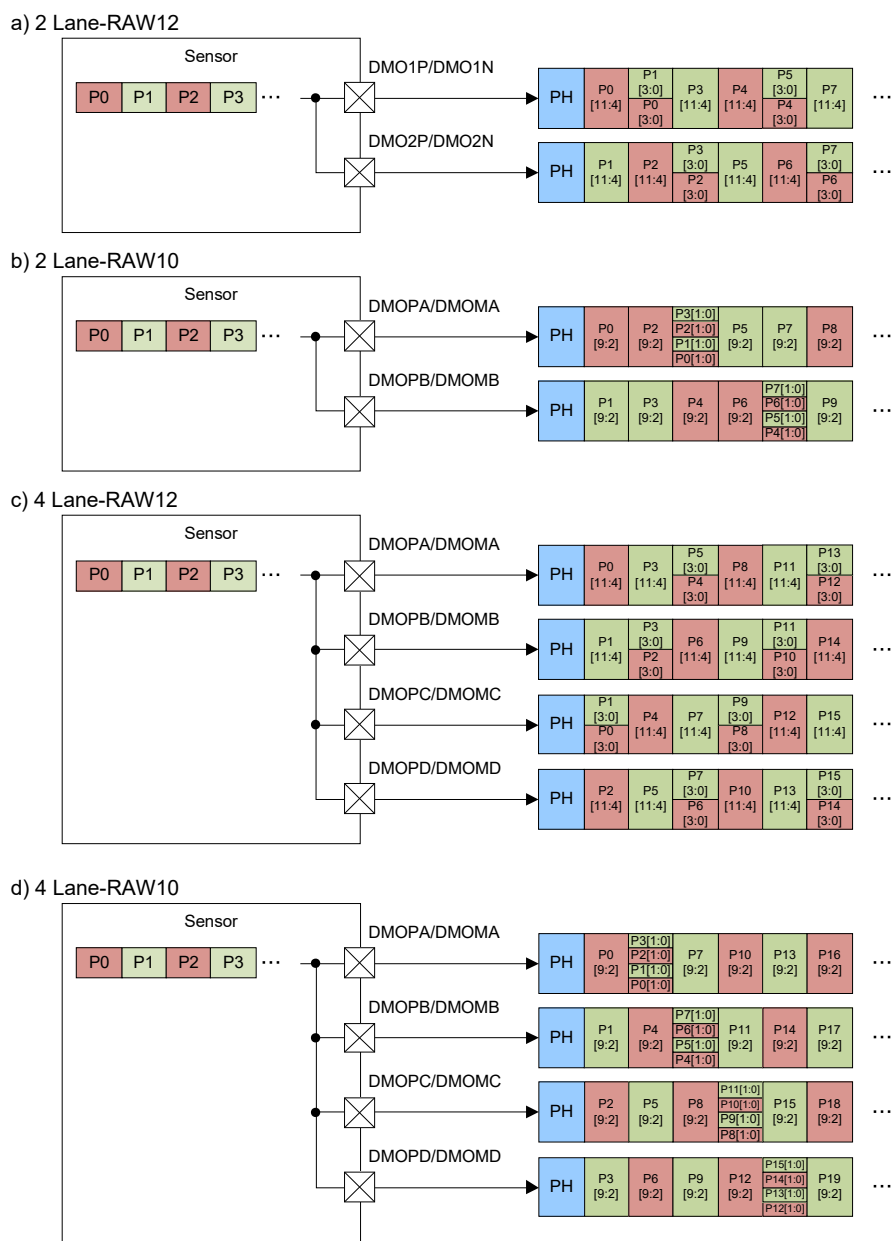 a) 2 Lane-RAW12
Sensor
P0 P1 P2 P3 ...
DMO1P/DMO1N
PH
P0 [11:4]
P1 [3:0]
P0 [3:0]
P3 [11:4]
P4 [11:4]
P5 [3:0]
P4 [3:0]
P7 [11:4]
...
DMO2P/DMO2N
PH
P1 [11:4]
P2 [11:4]
P3 [3:0]
P2 [3:0]
P5 [11:4]
P6 [11:4]
P7 [3:0]
P6 [3:0]
...
b) 2 Lane-RAW10
Sensor
P0 P1 P2 P3 ...
DMOPA/DMOMA
PH
P0 [9:2]
P2 [9:2]
P3[1:0]
P2[1:0]
P1[1:0]
P0[1:0]
P5 [9:2]
P7 [9:2]
P8 [9:2]
...
DMOPB/DMOMB
PH
P1 [9:2]
P3 [9:2]
P4 [9:2]
P6 [9:2]
P7[1:0]
P6[1:0]
P5[1:0]
P4[1:0]
P9 [9:2]
...
c) 4 Lane-RAW12
Sensor
P0 P1 P2 P3 ...
DMOPA/DMOMA
PH
P0 [11:4]
P3 [11:4]
P5 [3:0]
P4 [3:0]
P8 [11:4]
P11 [11:4]
P13 [3:0]
P12 [3:0]
...
DMOPB/DMOMB
PH
P1 [11:4]
P3 [3:0]
P2 [3:0]
P6 [11:4]
P9 [11:4]
P11 [3:0]
P10 [3:0]
P14 [11:4]
...
DMOPC/DMOMC
PH
P1 [3:0]
P0 [3:0]
P4 [11:4]
P7 [11:4]
P9 [3:0]
P8 [3:0]
P12 [11:4]
P15 [11:4]
...
DMOPD/DMOMD
PH
P2 [11:4]
P5 [11:4]
P7 [3:0]
P6 [3:0]
P10 [11:4]
P13 [11:4]
P15 [3:0]
P14 [3:0]
...
d) 4 Lane-RAW10
Sensor
P0 P1 P2 P3 ...
DMOPA/DMOMA
PH
P0 [9:2]
P3[1:0]
P2[1:0]
P1[1:0]
P0[1:0]
P7 [9:2]
P10 [9:2]
P13 [9:2]
P16 [9:2]
...
DMOPB/DMOMB
PH
P1 [9:2]
P4 [9:2]
P7[1:0]
P6[1:0]
P5[1:0]
P4[1:0]
P11 [9:2]
P14 [9:2]
P17 [9:2]
...
DMOPC/DMOMC
PH
P2 [9:2]
P5 [9:2]
P8 [9:2]
P11[1:0]
P10[1:0]
P9[1:0]
P8[1:0]
P15 [9:2]
P18 [9:2]
...
DMOPD/DMOMD
PH
P3 [9:2]
P6 [9:2]
P9 [9:2]
P12 [9:2]
P15[1:0]
P14[1:0]
P13[1:0]
P12[1:0]
P19 [9:2]
...